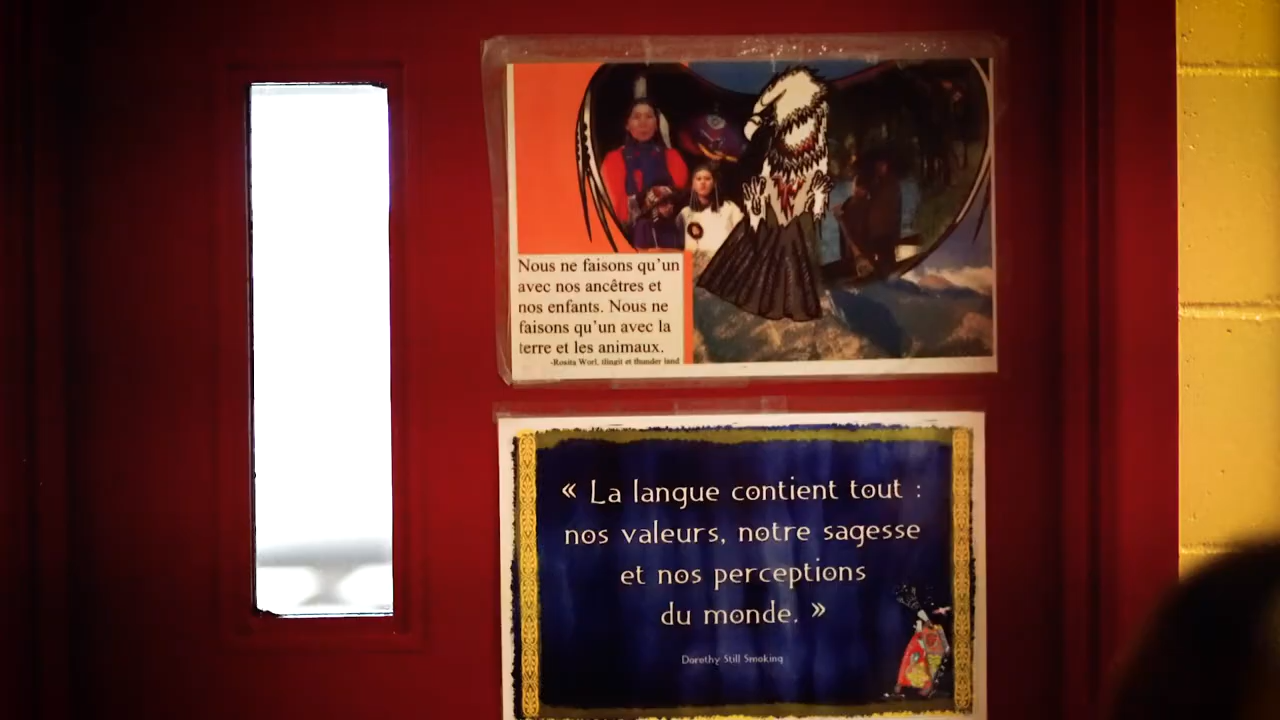 Nous ne faisons qu'un
avec nos ancêtres et
nos enfants. Nous ne
faisons qu'un avec la
terre et les animaux.
-Rosita Worl, tlingit et thunder land
« La langue contient tout :
nos valeurs, notre sagesse
et nos perceptions
du monde. »
Dorothy Still Smoking